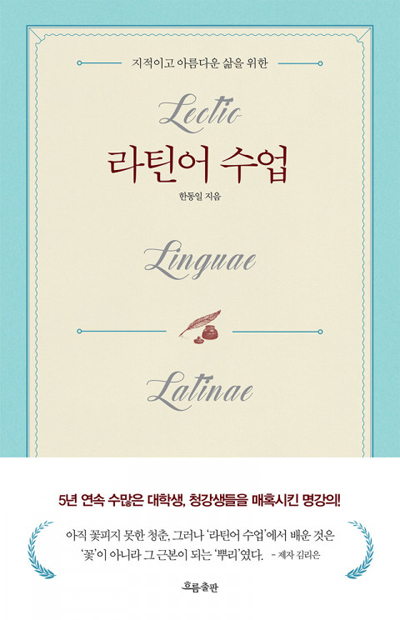 지적이고 아름다운 삶을 위한
Lectio
라틴어 수업
한동일 지음
Linguae
Latinae
5년 연속 수많은 대학생, 청강생들을 매혹시킨 명강의!
아직 꽃피지 못한 청춘, 그러나 ‘라틴어 수업’에서 배운 것은
‘꽃’이 아니라 그 근본이 되는 ‘뿌리’였다. - 제자 김리은
흐름출판